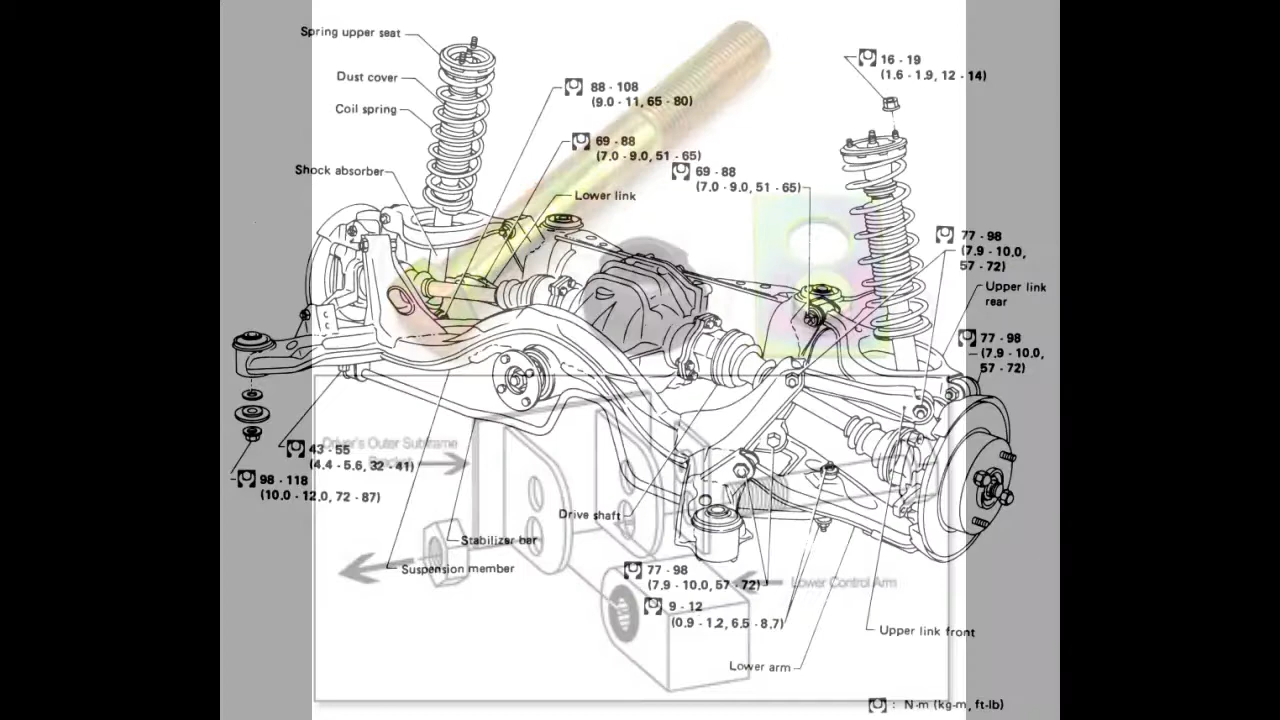 Spring upper seat
Dust cover
Coil spring
Shock absorber
88 - 108
(9.0 - 11, 65 - 80)
69 - 88
(7.0 - 9.0, 51 - 65)
69 - 88
(7.0 - 9.0, 51 - 65)
Lower link
16 - 19
(1.6 - 1.9, 12 - 14)
77 - 98
(7.9 - 10.0,
57 - 72)
Upper link
rear
77 - 98
(7.9 - 10.0,
57 - 72)
Driver's Outer Subframe
43 - 55
(4.4 - 5.6, 32 - 41)
98 - 118
(10.0 - 12.0, 72 - 87)
Drive shaft
Stabilizer bar
Suspension member
77 - 98
(7.9 - 10.0, 57 - 72)
Lower Control Arm
9 - 12
(0.9 - 1.2, 6.5 - 8.7)
Upper link front
Lower arm
: N·m (kg-m, ft-lb)